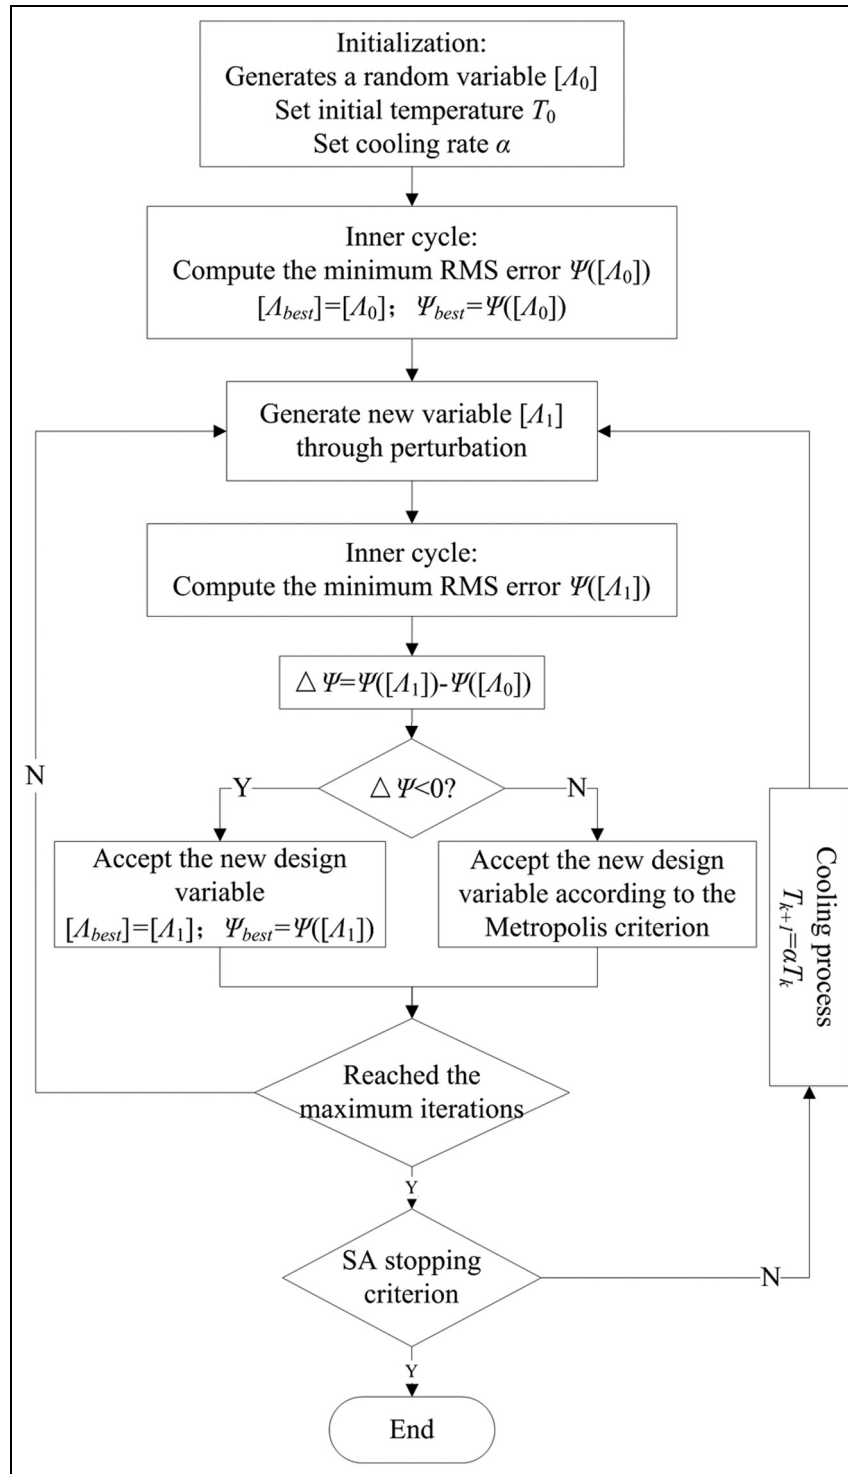 Initialization:
Generates a random variable [Λ0]
Set initial temperature T0
Set cooling rate α
Inner cycle:
Compute the minimum RMS error Ψ([Λ0])
[Λbest]=[Λ0]; Ψbest=Ψ([Λ0])
Generate new variable [Λ1]
through perturbation
Inner cycle:
Compute the minimum RMS error Ψ([Λ1])
△Ψ=Ψ([Λ1])-Ψ([Λ0])
△Ψ<0?
Y
N
Accept the new design
variable
[Λbest]=[Λ1]; Ψbest=Ψ([Λ1])
Accept the new design
variable according to the
Metropolis criterion
Reached the
maximum iterations
N
Y
SA stopping
criterion
N
Cooling process
Tk+1=αTk
Y
End